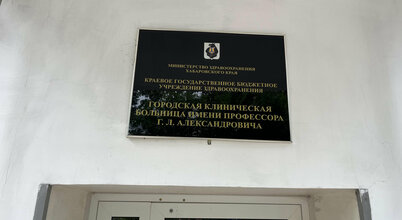 МИНИСТЕРСТВО ЗДРАВООХРАНЕНИЯ
ХАБАРОВСКОГО КРАЯ
КРАЕВОЕ ГОСУДАРСТВЕННОЕ БЮДЖЕТНОЕ
УЧРЕЖДЕНИЕ ЗДРАВООХРАНЕНИЯ
ГОРОДСКАЯ КЛИНИЧЕСКАЯ
БОЛЬНИЦА ИМЕНИ ПРОФЕССОРА
Г. Л. АЛЕКСАНДРОВИЧА